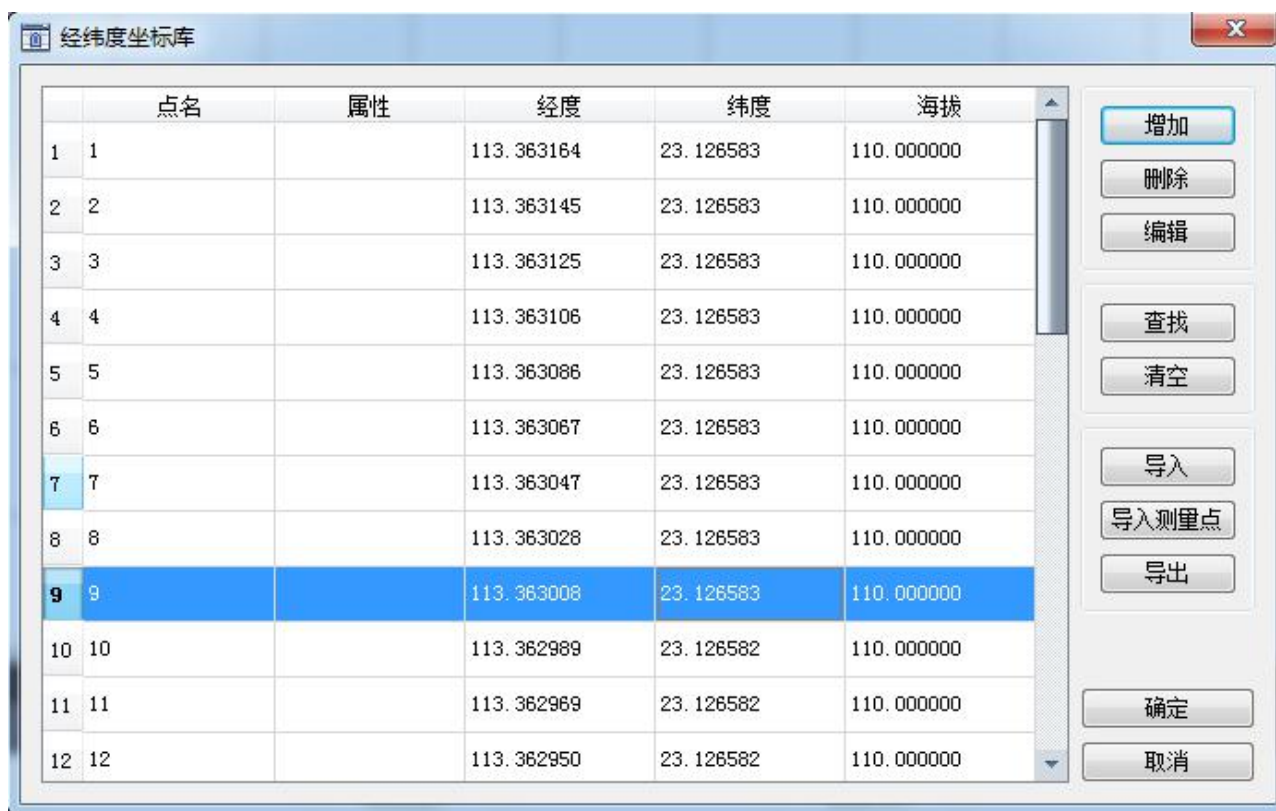 经纬度坐标库
点名 属性 经度 纬度 海拔
1 1 113.363164 23.126583 110.000000
2 2 113.363145 23.126583 110.000000
3 3 113.363125 23.126583 110.000000
4 4 113.363106 23.126583 110.000000
5 5 113.363086 23.126583 110.000000
6 6 113.363067 23.126583 110.000000
7 7 113.363047 23.126583 110.000000
8 8 113.363028 23.126583 110.000000
9 9 113.363008 23.126583 110.000000
10 10 113.362989 23.126582 110.000000
11 11 113.362969 23.126582 110.000000
12 12 113.362950 23.126582 110.000000
增加
删除
编辑
查找
清空
导入
导入测量点
导出
确定
取消